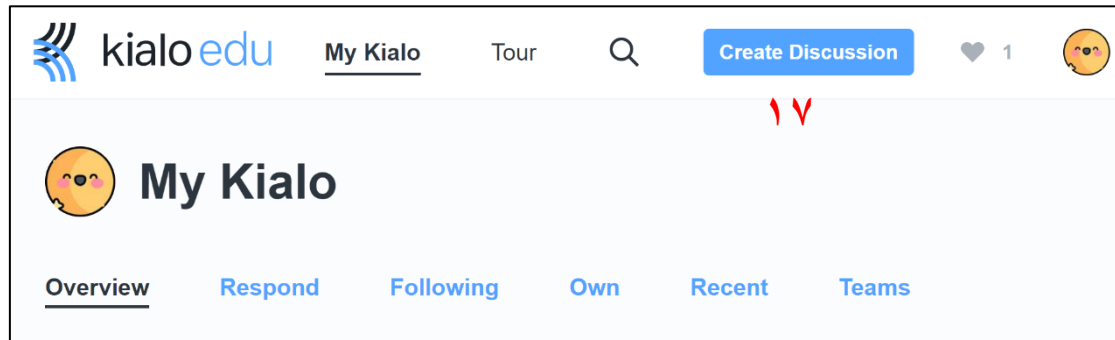 kialo edu My Kialo Tour Create Discussion 1
١٧
My Kialo
Overview Respond Following Own Recent Teams